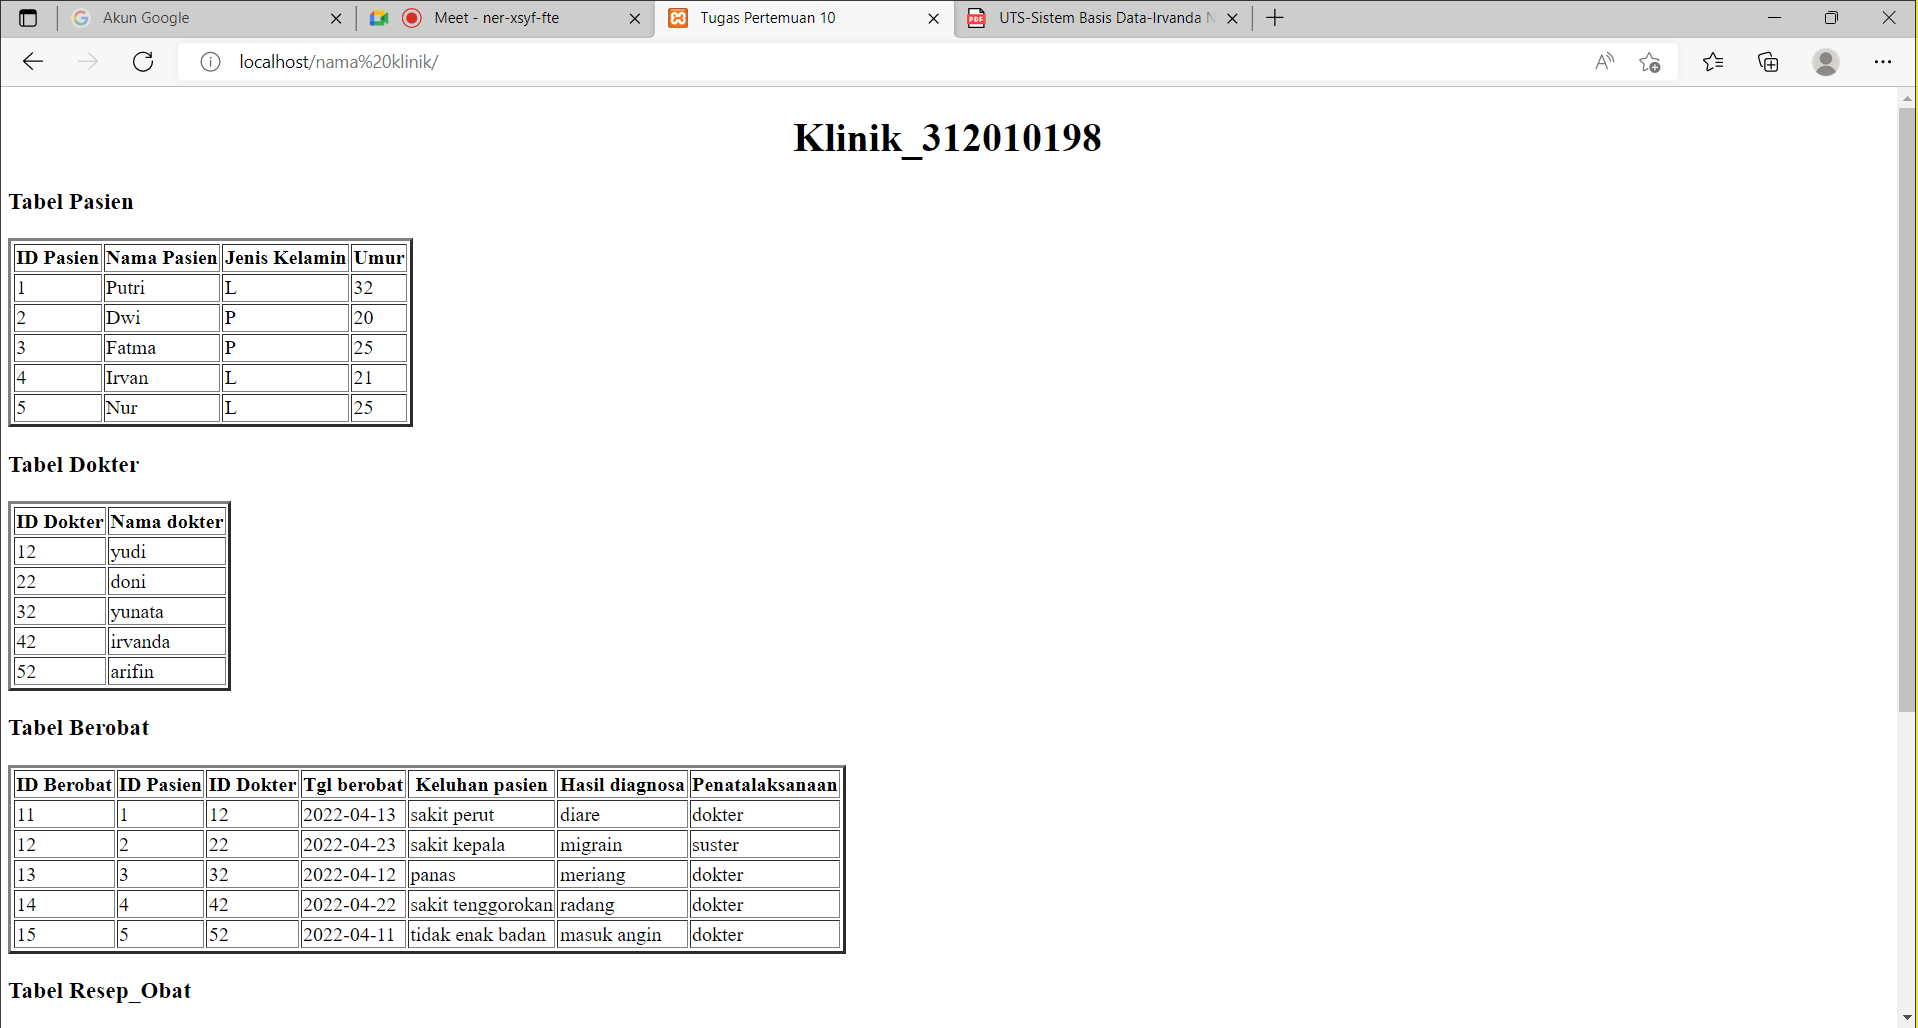 Akun Google
Meet - ner-xsyf-fte
Tugas Pertemuan 10
UTS-Sistem Basis Data-Irvanda N
localhost/nama%20klinik/
Klinik_312010198
Tabel Pasien
ID Pasien Nama Pasien Jenis Kelamin Umur
1 Putri L 32
2 Dwi P 20
3 Fatma P 25
4 Irvan L 21
5 Nur L 25
Tabel Dokter
ID Dokter Nama dokter
12 yudi
22 doni
32 yunata
42 irvanda
52 arifin
Tabel Berobat
ID Berobat ID Pasien ID Dokter Tgl berobat Keluhan pasien Hasil diagnosa Penatalaksanaan
11 1 12 2022-04-13 sakit perut diare dokter
12 2 22 2022-04-23 sakit kepala migrain suster
13 3 32 2022-04-12 panas meriang dokter
14 4 42 2022-04-22 sakit tenggorokan radang dokter
15 5 52 2022-04-11 tidak enak badan masuk angin dokter
Tabel Resep_Obat